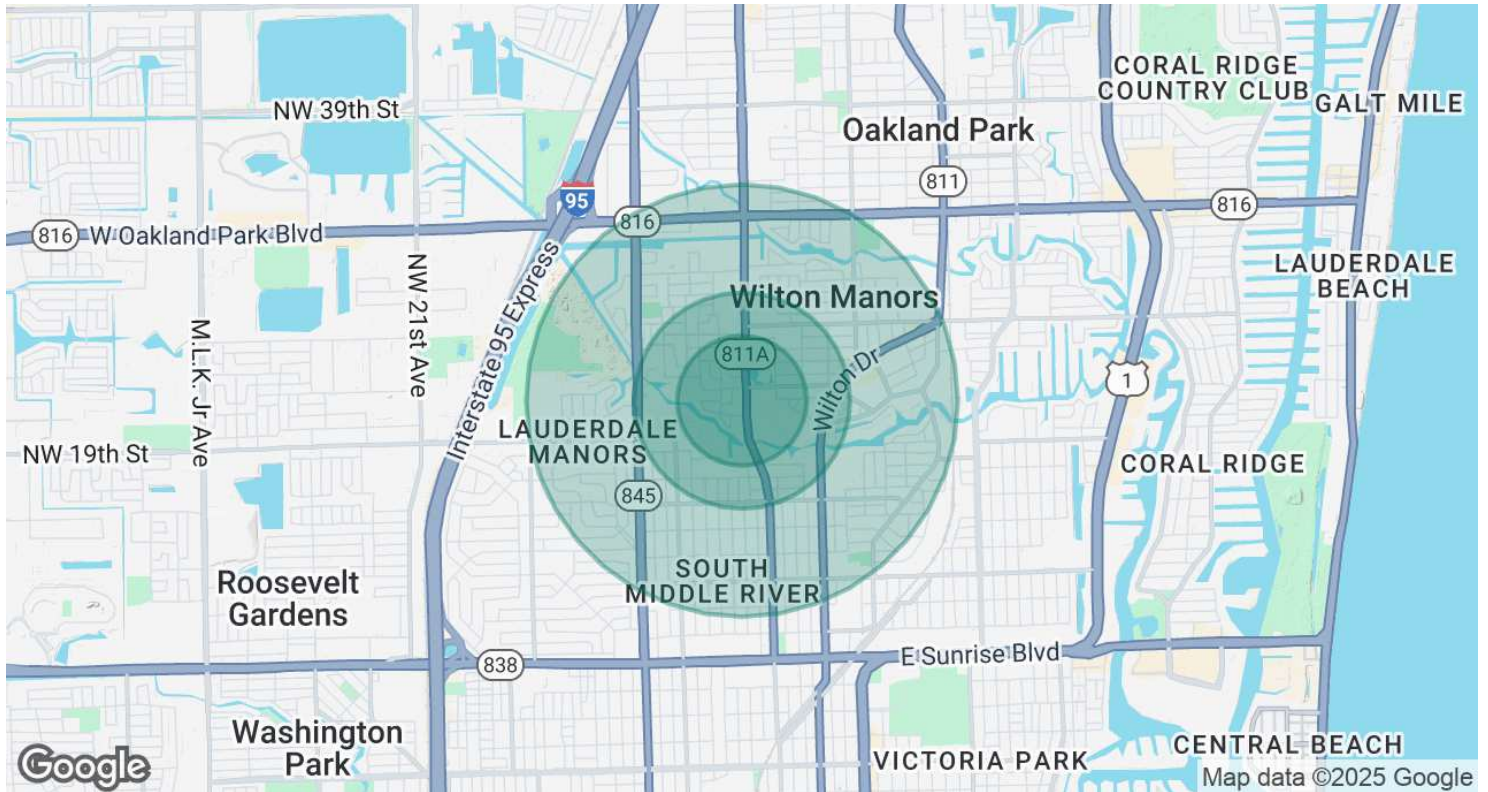 CORAL RIDGE
COUNTRY CLUB
GALT MILE
NW 39th St
Oakland Park
811
95
816
816
816
W Oakland Park Blvd
NW 21st Ave
Interstate 95 Express
LAUDERDALE
BEACH
Wilton Manors
M.L.K. Jr Ave
811A
Wilton Dr
1
LAUDERDALE
MANORS
NW 19th St
CORAL RIDGE
845
SOUTH
MIDDLE RIVER
Roosevelt
Gardens
E Sunrise Blvd
838
Washington
Park
VICTORIA PARK
CENTRAL BEACH
Google
Map data ©2025 Google